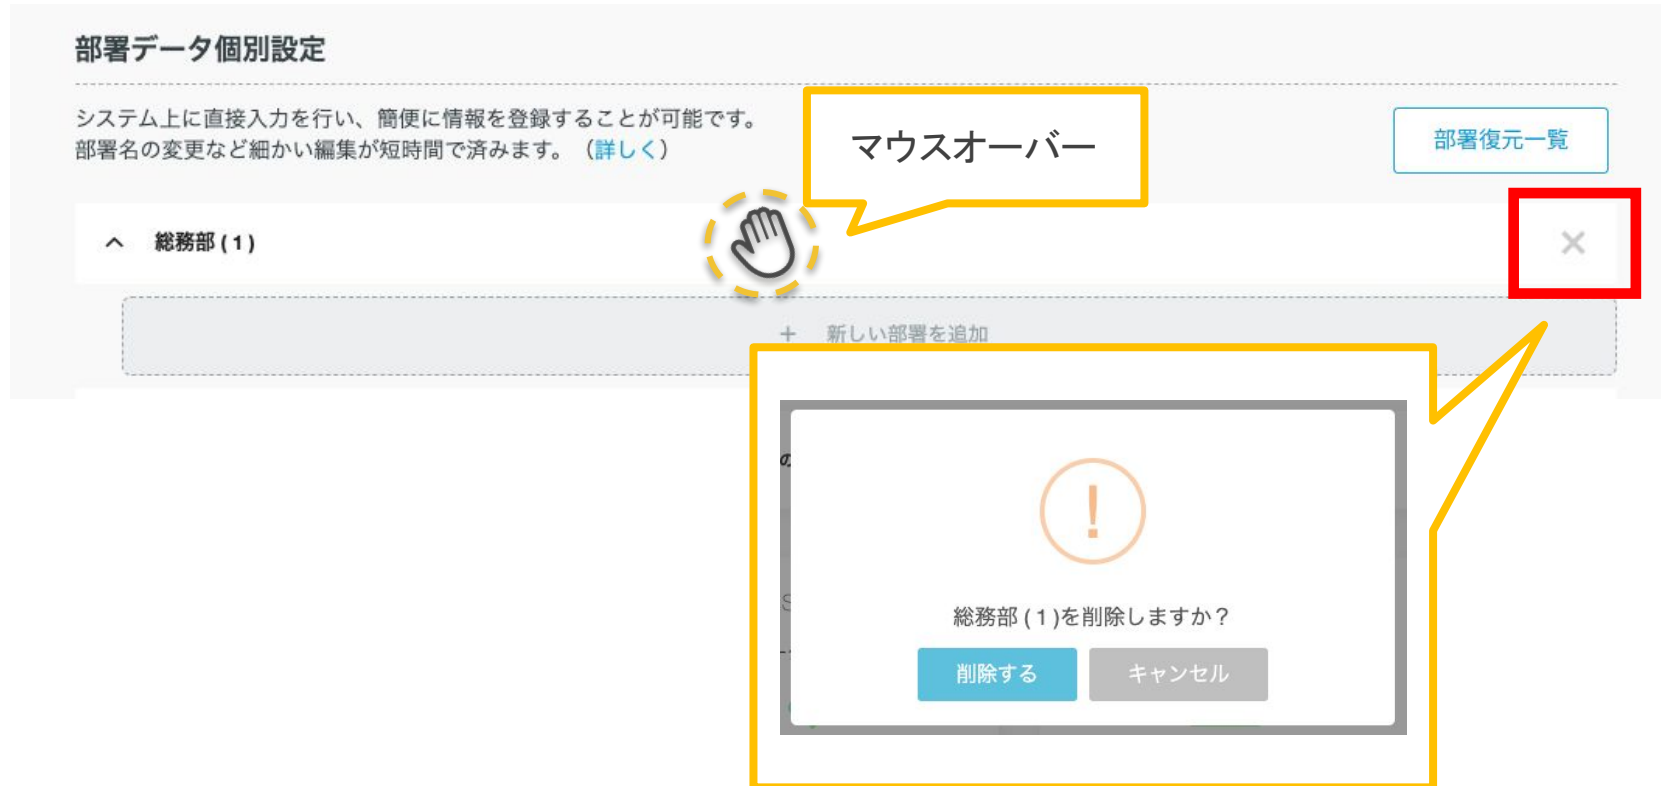 部署データ個別設定
システム上に直接入力を行い、簡便に情報を登録することが可能です。
部署名の変更など細かい編集が短時間で済みます。（詳しく）
マウスオーバー
部署復元一覧
総務部 ( 1 )
+ 新しい部署を追加
総務部 ( 1 )を削除しますか？
削除する
キャンセル